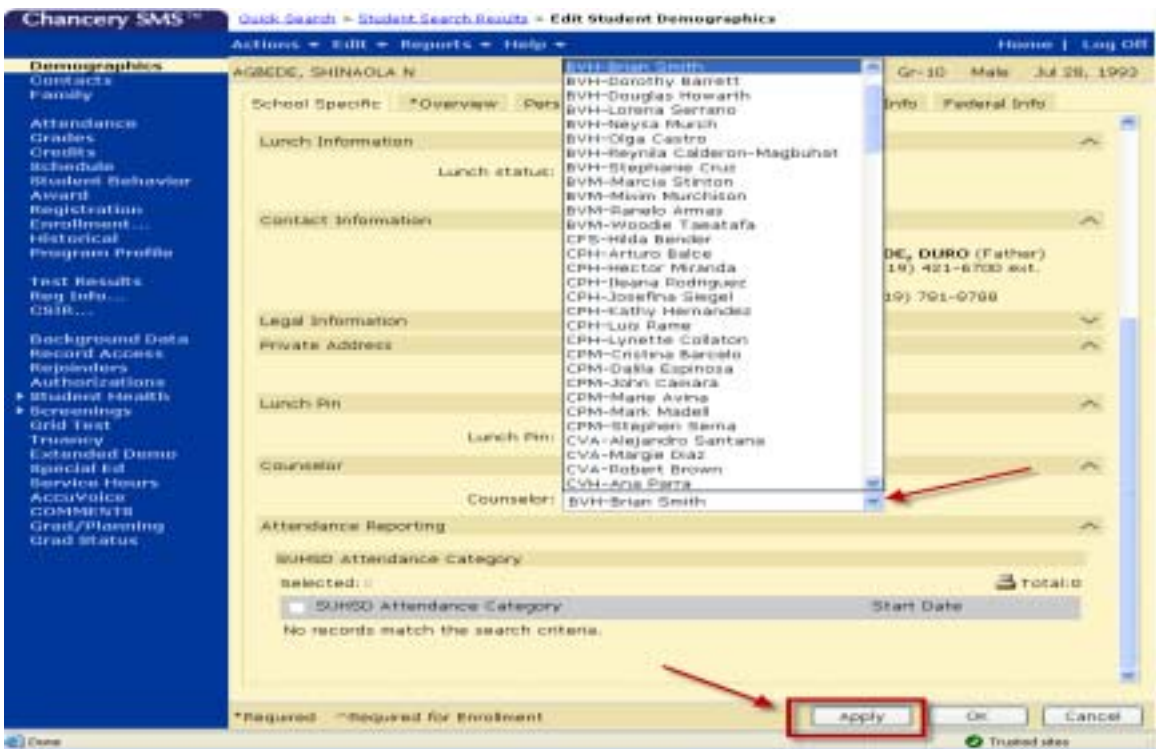 Chancery SMS™
Quick Search > Student Search Results > Edit Student Demographics
Actions Edit Reports Help Home | Log Off
AGBEDE, SHINAOLA N Gr-10 Male Jul 28, 1993
School Specific *Overview Pers Info Federal Info
Demographics
Contacts
Family
Attendance
Grades
Credits
Schedule
Student Behavior
Award
Registration
Enrollment...
Historical
Program Profile
Test Results
Reg Info...
CSIR...
Background Data
Record Access
Rejoinders
Authorizations
Student Health
Screenings
Grid Test
Truancy
Extended Demo
Special Ed
Service Hours
AccuVoice
COMMENTS
Grad/Planning
Grad Status
Lunch Information
Lunch status:
Contact Information
DE, DURO (Father)
19) 421-6700 ext.
19) 791-9788
Legal Information
Private Address
Lunch Pin
Lunch Pin:
Counselor
BVH-Brian Smith
BVH-Dorothy Barrett
BVH-Douglas Howarth
BVH-Lorena Serrano
BVH-Neysa Mursih
BVH-Olga Castro
BVH-Reynila Calderon-Magbuhat
BVH-Stephanie Cruz
BVM-Marcia Stinton
BVM-Mixim Murchison
BVM-Ranelo Armas
BVM-Woodie Tagatafa
CFS-Hilda Bender
CPH-Arturo Balce
CPH-Hector Miranda
CPH-Ileana Rodriguez
CPH-Josefina Siegel
CPH-Kathy Hernandez
CPH-Luis Rame
CPH-Lynette Collaton
CPM-Cristina Barcelo
CPM-Dalila Espinosa
CPM-John Camara
CPM-Marie Avina
CPM-Mark Madell
CPM-Stephen Serna
CVA-Alejandro Santana
CVA-Margie Diaz
CVA-Robert Brown
CVH-Ana Parra
Counselor: BVH-Brian Smith
Attendance Reporting
SUHSD Attendance Category
Selected: 0 Total:0
SUHSD Attendance Category Start Date
No records match the search criteria.
*Required ^Required for Enrollment Apply OK Cancel
Done Trusted sites